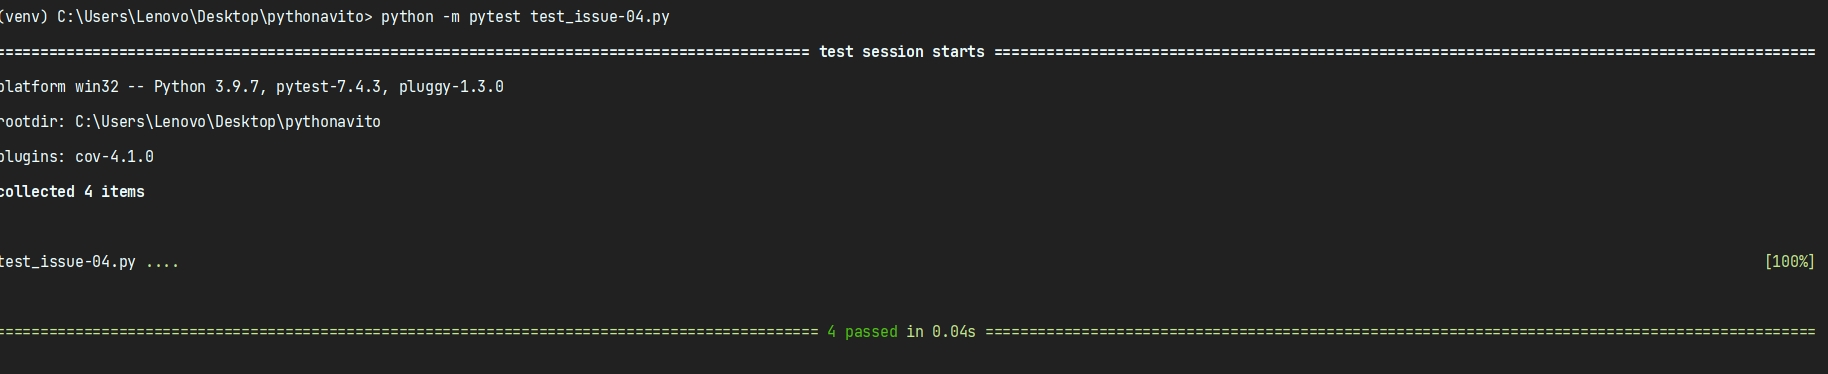 (venv) C:\Users\Lenovo\Desktop\pythonavito> python -m pytest test_issue-04.py
============================================================================================= test session starts ==============================================================================================
platform win32 -- Python 3.9.7, pytest-7.4.3, pluggy-1.3.0
rootdir: C:\Users\Lenovo\Desktop\pythonavito
plugins: cov-4.1.0
collected 4 items
test_issue-04.py .... [100%]
============================================================================================== 4 passed in 0.04s ===============================================================================================